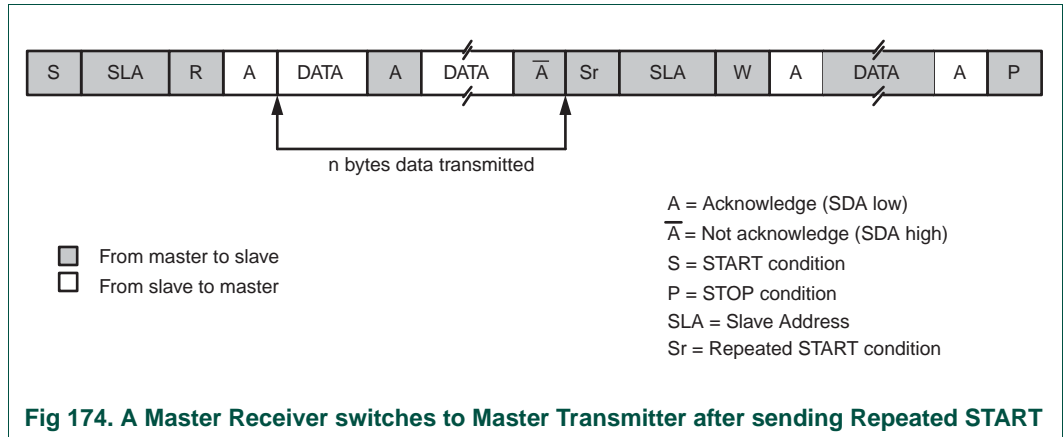 S SLA R A DATA A DATA A̅ Sr SLA W A DATA A P
n bytes data transmitted
From master to slave
From slave to master
A = Acknowledge (SDA low)
A̅ = Not acknowledge (SDA high)
S = START condition
P = STOP condition
SLA = Slave Address
Sr = Repeated START condition
Fig 174. A Master Receiver switches to Master Transmitter after sending Repeated START